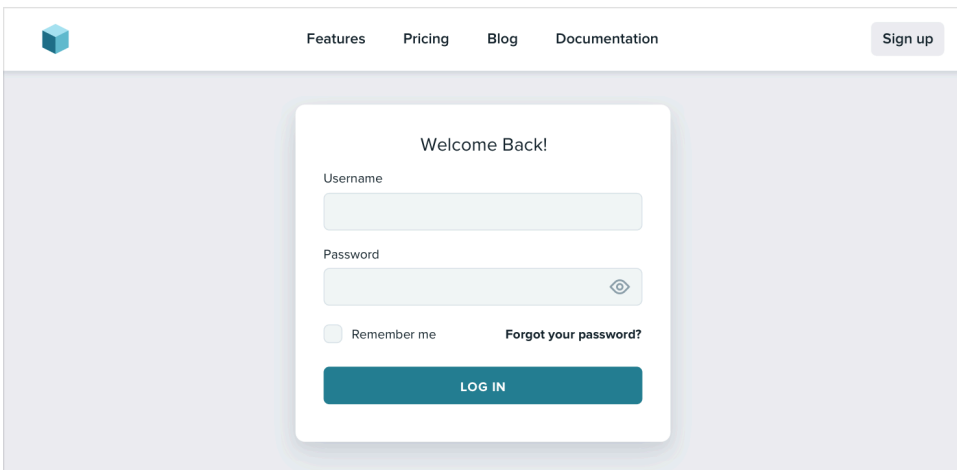 Features Pricing Blog Documentation Sign up
Welcome Back!
Username
Password
Remember me Forgot your password?
LOG IN